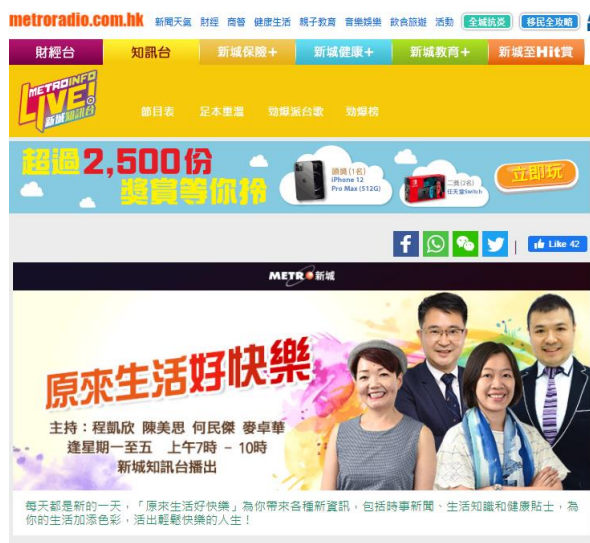 metroradio.com.hk 新聞天氣 財經 商營 健康生活 親子教育 音樂娛樂 飲食旅遊 活動 全城抗炎 移民全攻略
財經台 知訊台 新城保險+ 新城健康+ 新城教育+ 新城至Hit賞
METROINFO
LIVE!
新城知訊台
節目表 足本重溫 勁爆派台歌 勁爆榜
超過2,500份
獎賞等你拎
頭獎(1名)
iPhone 12
Pro Max (512G)
二獎(2名)
任天堂Switch
立即玩
Like 42
METRO新城
原來生活好快樂
主持：程凱欣 陳美思 何民傑 麥卓華
逢星期一至五 上午7時 - 10時
新城知訊台播出
每天都是新的一天，「原來生活好快樂」為你帶來各種新資訊，包括時事新聞、生活知識和健康貼士，為
你的生活加添色彩，活出輕鬆快樂的人生！